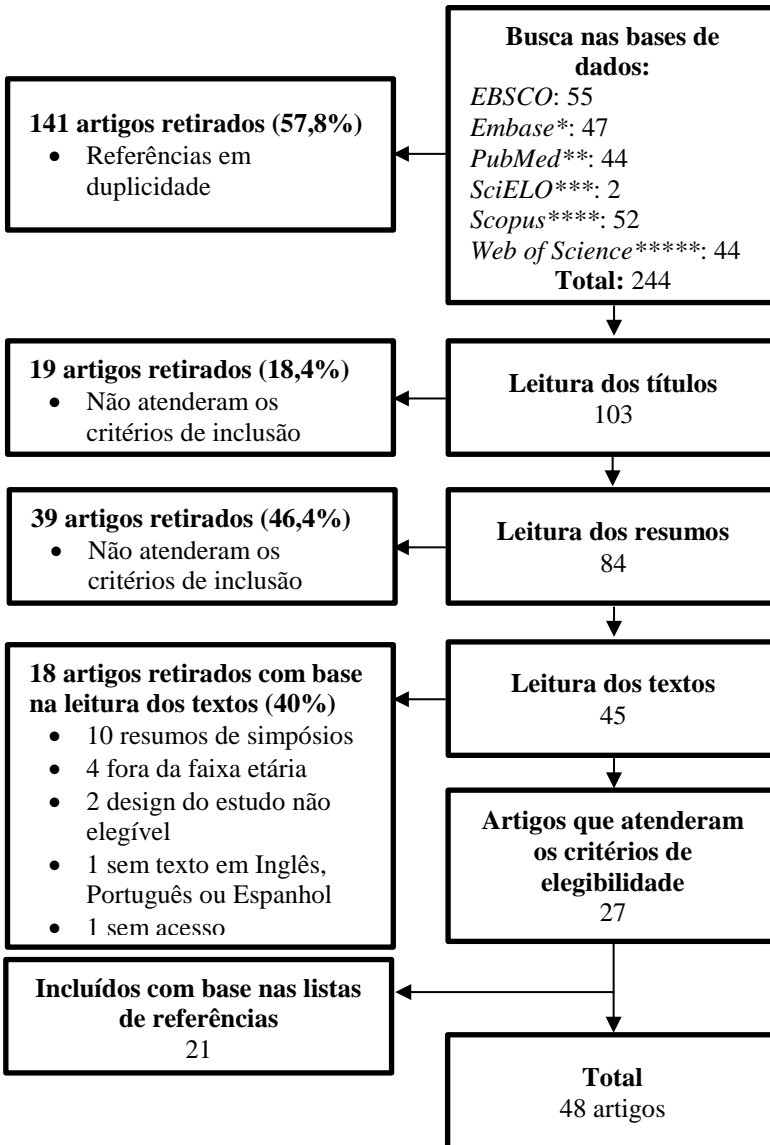 Busca nas bases de
dados:
EBSCO: 55
Embase*: 47
PubMed**: 44
SciELO***: 2
Scopus****: 52
Web of Science*****: 44
Total: 244
141 artigos retirados (57,8%)
• Referências em
duplicidade
Leitura dos títulos
103
19 artigos retirados (18,4%)
• Não atenderam os
critérios de inclusão
Leitura dos resumos
84
39 artigos retirados (46,4%)
• Não atenderam os
critérios de inclusão
Leitura dos textos
45
18 artigos retirados com base
na leitura dos textos (40%)
• 10 resumos de simpósios
• 4 fora da faixa etária
• 2 design do estudo não
elegível
• 1 sem texto em Inglês,
Português ou Espanhol
• 1 sem acesso
Artigos que atenderam
os critérios de
elegibilidade
27
Incluídos com base nas listas
de referências
21
Total
48 artigos